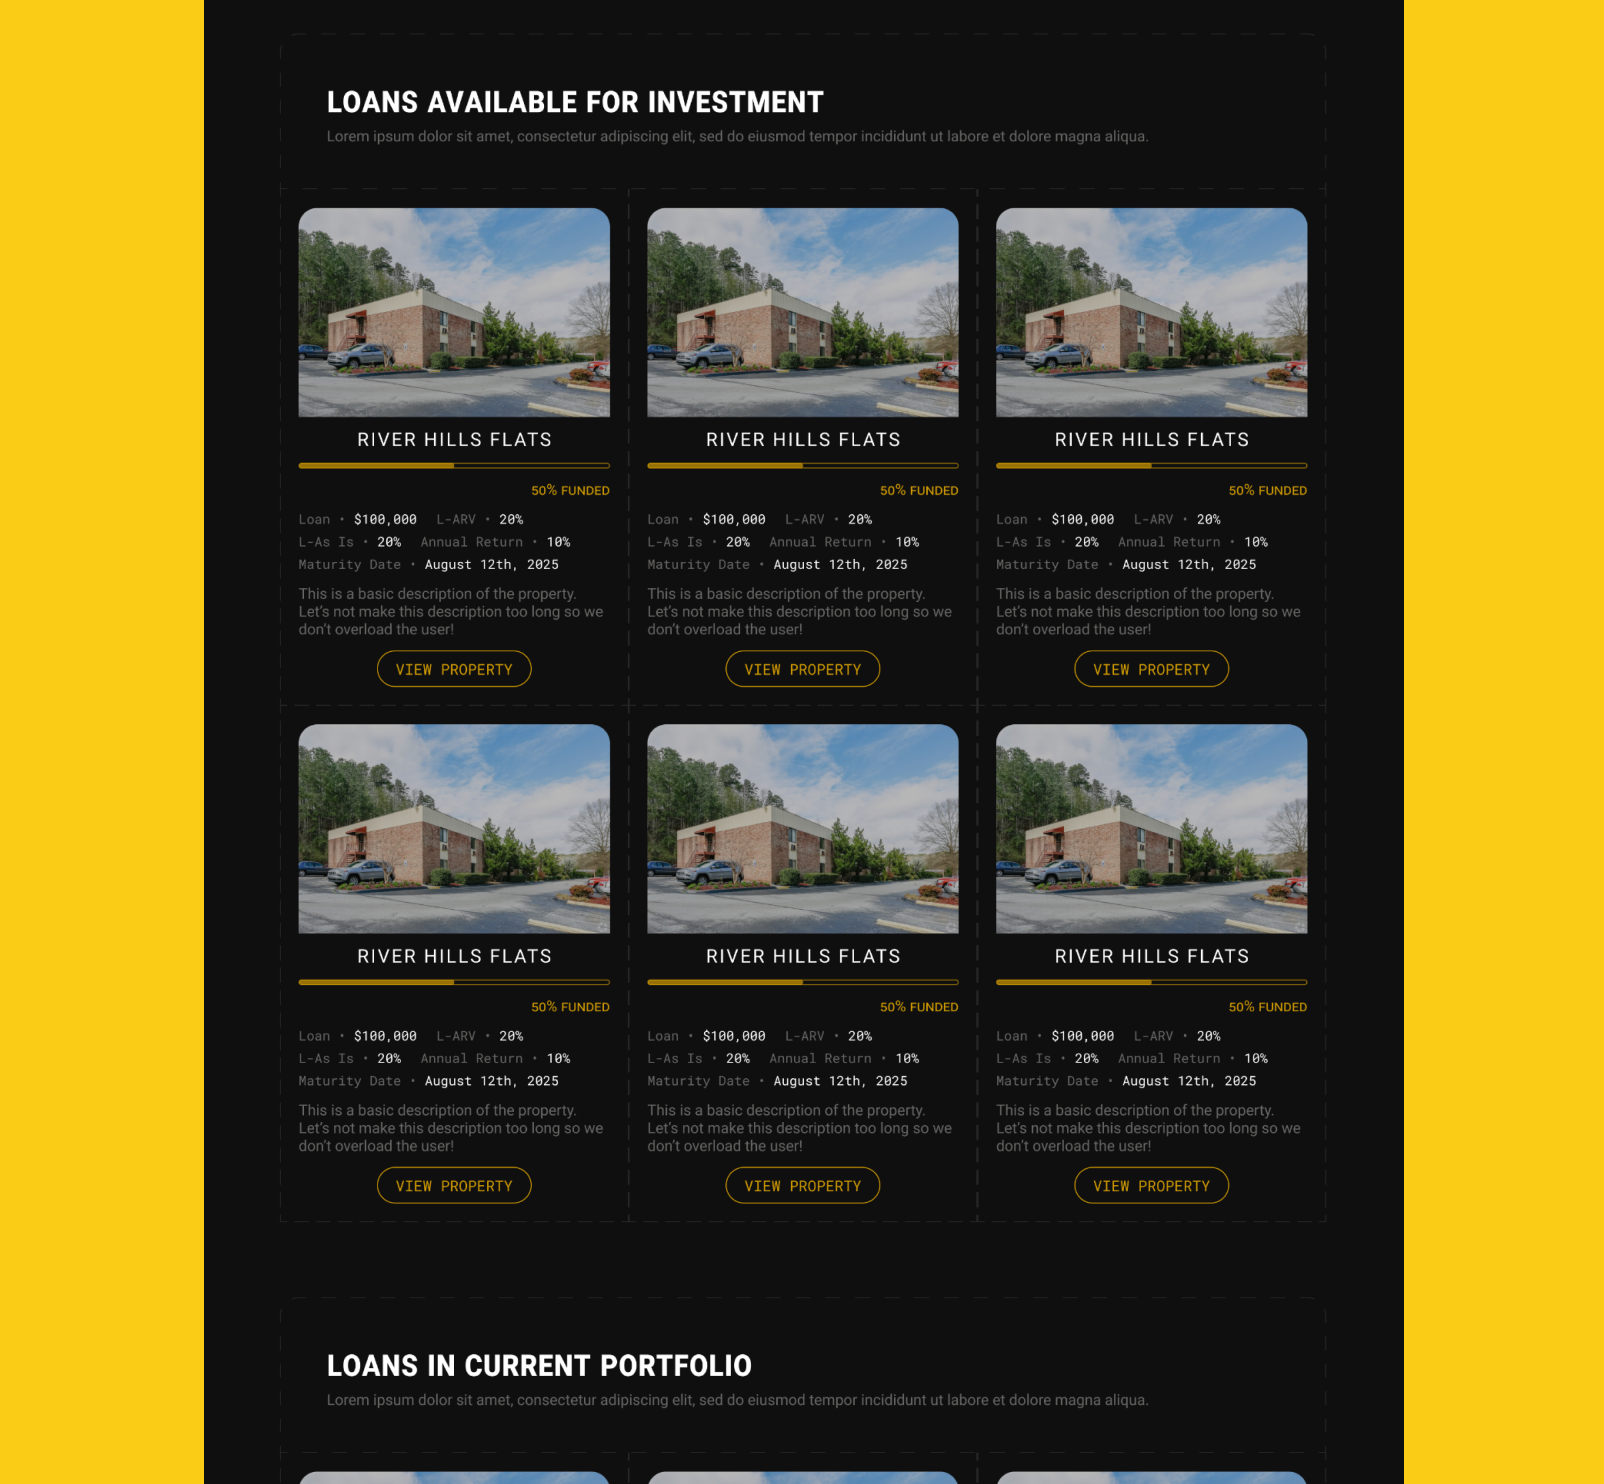 LOANS AVAILABLE FOR INVESTMENT
Lorem ipsum dolor sit amet, consectetur adipiscing elit, sed do eiusmod tempor incididunt ut labore et dolore magna aliqua.
RIVER HILLS FLATS
50% FUNDED
Loan • $100,000 L-ARV • 20%
L-As Is • 20% Annual Return • 10%
Maturity Date • August 12th, 2025
This is a basic description of the property.
Let's not make this description too long so we
don't overload the user!
VIEW PROPERTY
RIVER HILLS FLATS
50% FUNDED
Loan • $100,000 L-ARV • 20%
L-As Is • 20% Annual Return • 10%
Maturity Date • August 12th, 2025
This is a basic description of the property.
Let's not make this description too long so we
don't overload the user!
VIEW PROPERTY
RIVER HILLS FLATS
50% FUNDED
Loan • $100,000 L-ARV • 20%
L-As Is • 20% Annual Return • 10%
Maturity Date • August 12th, 2025
This is a basic description of the property.
Let's not make this description too long so we
don't overload the user!
VIEW PROPERTY
RIVER HILLS FLATS
50% FUNDED
Loan • $100,000 L-ARV • 20%
L-As Is • 20% Annual Return • 10%
Maturity Date • August 12th, 2025
This is a basic description of the property.
Let's not make this description too long so we
don't overload the user!
VIEW PROPERTY
RIVER HILLS FLATS
50% FUNDED
Loan • $100,000 L-ARV • 20%
L-As Is • 20% Annual Return • 10%
Maturity Date • August 12th, 2025
This is a basic description of the property.
Let's not make this description too long so we
don't overload the user!
VIEW PROPERTY
RIVER HILLS FLATS
50% FUNDED
Loan • $100,000 L-ARV • 20%
L-As Is • 20% Annual Return • 10%
Maturity Date • August 12th, 2025
This is a basic description of the property.
Let's not make this description too long so we
don't overload the user!
VIEW PROPERTY
LOANS IN CURRENT PORTFOLIO
Lorem ipsum dolor sit amet, consectetur adipiscing elit, sed do eiusmod tempor incididunt ut labore et dolore magna aliqua.